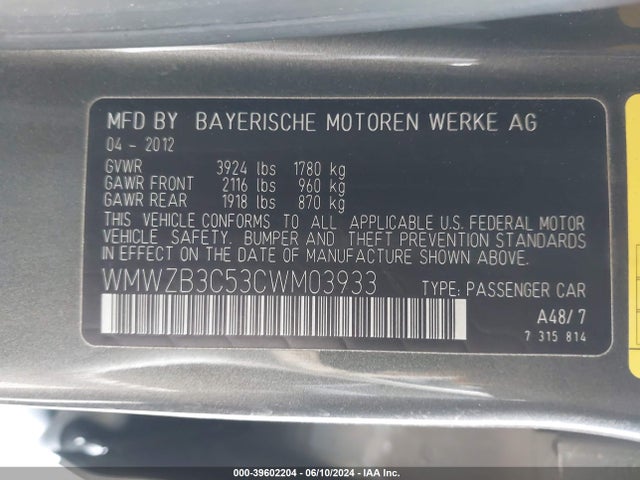 MFD BY BAYERISCHE MOTOREN WERKE AG
04 - 2012
GVWR 3924 lbs 1780 kg
GAWR FRONT 2116 lbs 960 kg
GAWR REAR 1918 lbs 870 kg
THIS VEHICLE CONFORMS TO ALL APPLICABLE U.S. FEDERAL MOTOR
VEHICLE SAFETY, BUMPER AND THEFT PREVENTION STANDARDS
IN EFFECT ON THE DATE OF MANUFACTURE SHOWN ABOVE.
WMWZB3C53CWM03933 TYPE: PASSENGER CAR
A48/ 7
7 315 814
000-39602204 - 06/10/2024 - IAA Inc.